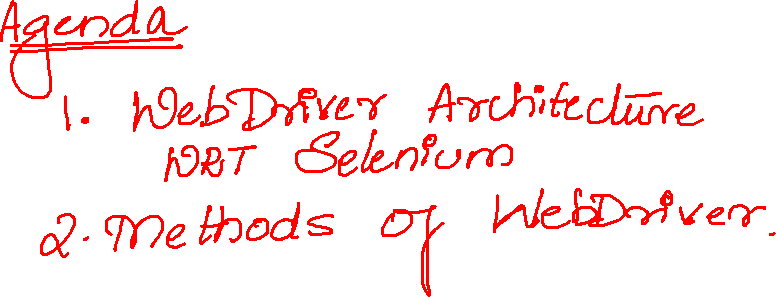 Agenda
1. WebDriver Architecture
WRT Selenium
2. Methods of WebDriver.